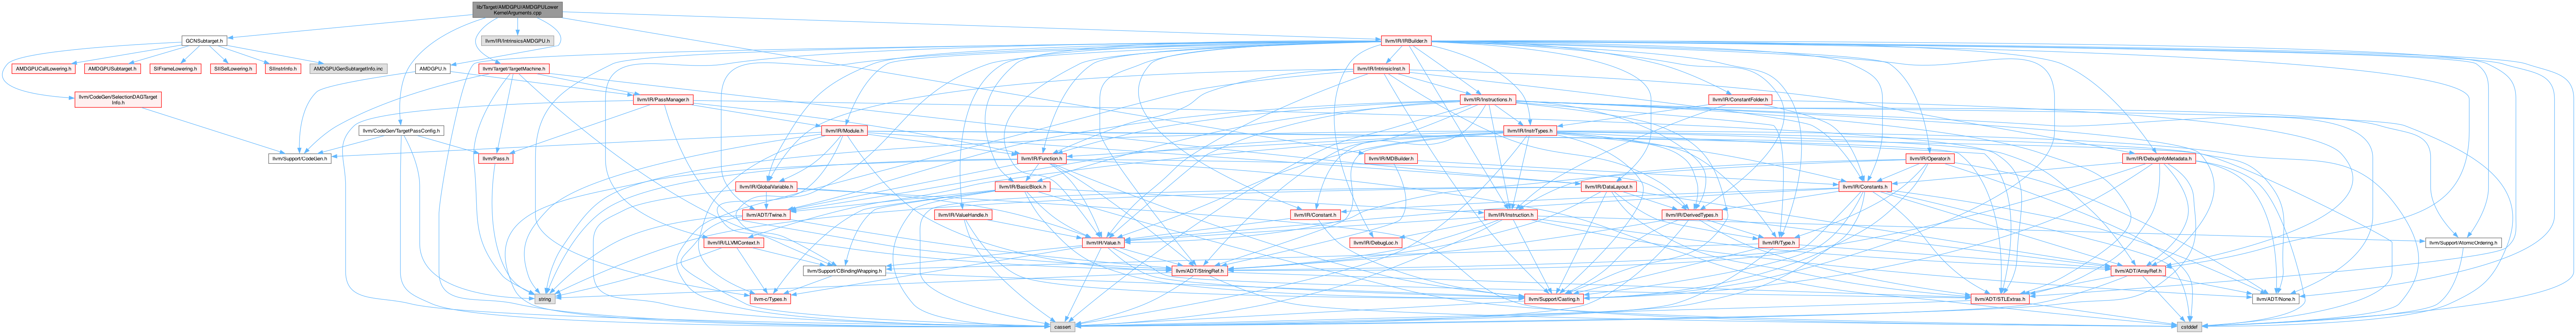 lib/Target/AMDGPU/AMDGPULower
KernelArguments.cpp
GCNSubtarget.h
llvm/IR/IntrinsicsAMDGPU.h
llvm/IR/IRBuilder.h
AMDGPUCallLowering.h
AMDGPUSubtarget.h
SIFrameLowering.h
SIISelLowering.h
SIInstrInfo.h
AMDGPUGenSubtargetInfo.inc
AMDGPU.h
llvm/Target/TargetMachine.h
llvm/IR/IntrinsicInst.h
llvm/CodeGen/SelectionDAGTarget
Info.h
llvm/IR/PassManager.h
llvm/IR/Instructions.h
llvm/IR/ConstantFolder.h
llvm/CodeGen/TargetPassConfig.h
llvm/IR/Module.h
llvm/IR/InstrTypes.h
llvm/Support/CodeGen.h
llvm/Pass.h
llvm/IR/Function.h
llvm/IR/MDBuilder.h
llvm/IR/Operator.h
llvm/IR/DebugInfoMetadata.h
llvm/IR/GlobalVariable.h
llvm/IR/BasicBlock.h
llvm/IR/DataLayout.h
llvm/IR/Constants.h
llvm/ADT/Twine.h
llvm/IR/ValueHandle.h
llvm/IR/Constant.h
llvm/IR/Instruction.h
llvm/IR/DerivedTypes.h
llvm/IR/LLVMContext.h
llvm/IR/Value.h
llvm/IR/DebugLoc.h
llvm/IR/Type.h
llvm/Support/AtomicOrdering.h
llvm/Support/CBindingWrapping.h
llvm/ADT/StringRef.h
llvm/ADT/ArrayRef.h
string
llvm-c/Types.h
llvm/Support/Casting.h
llvm/ADT/STLExtras.h
llvm/ADT/None.h
cassert
cstddef